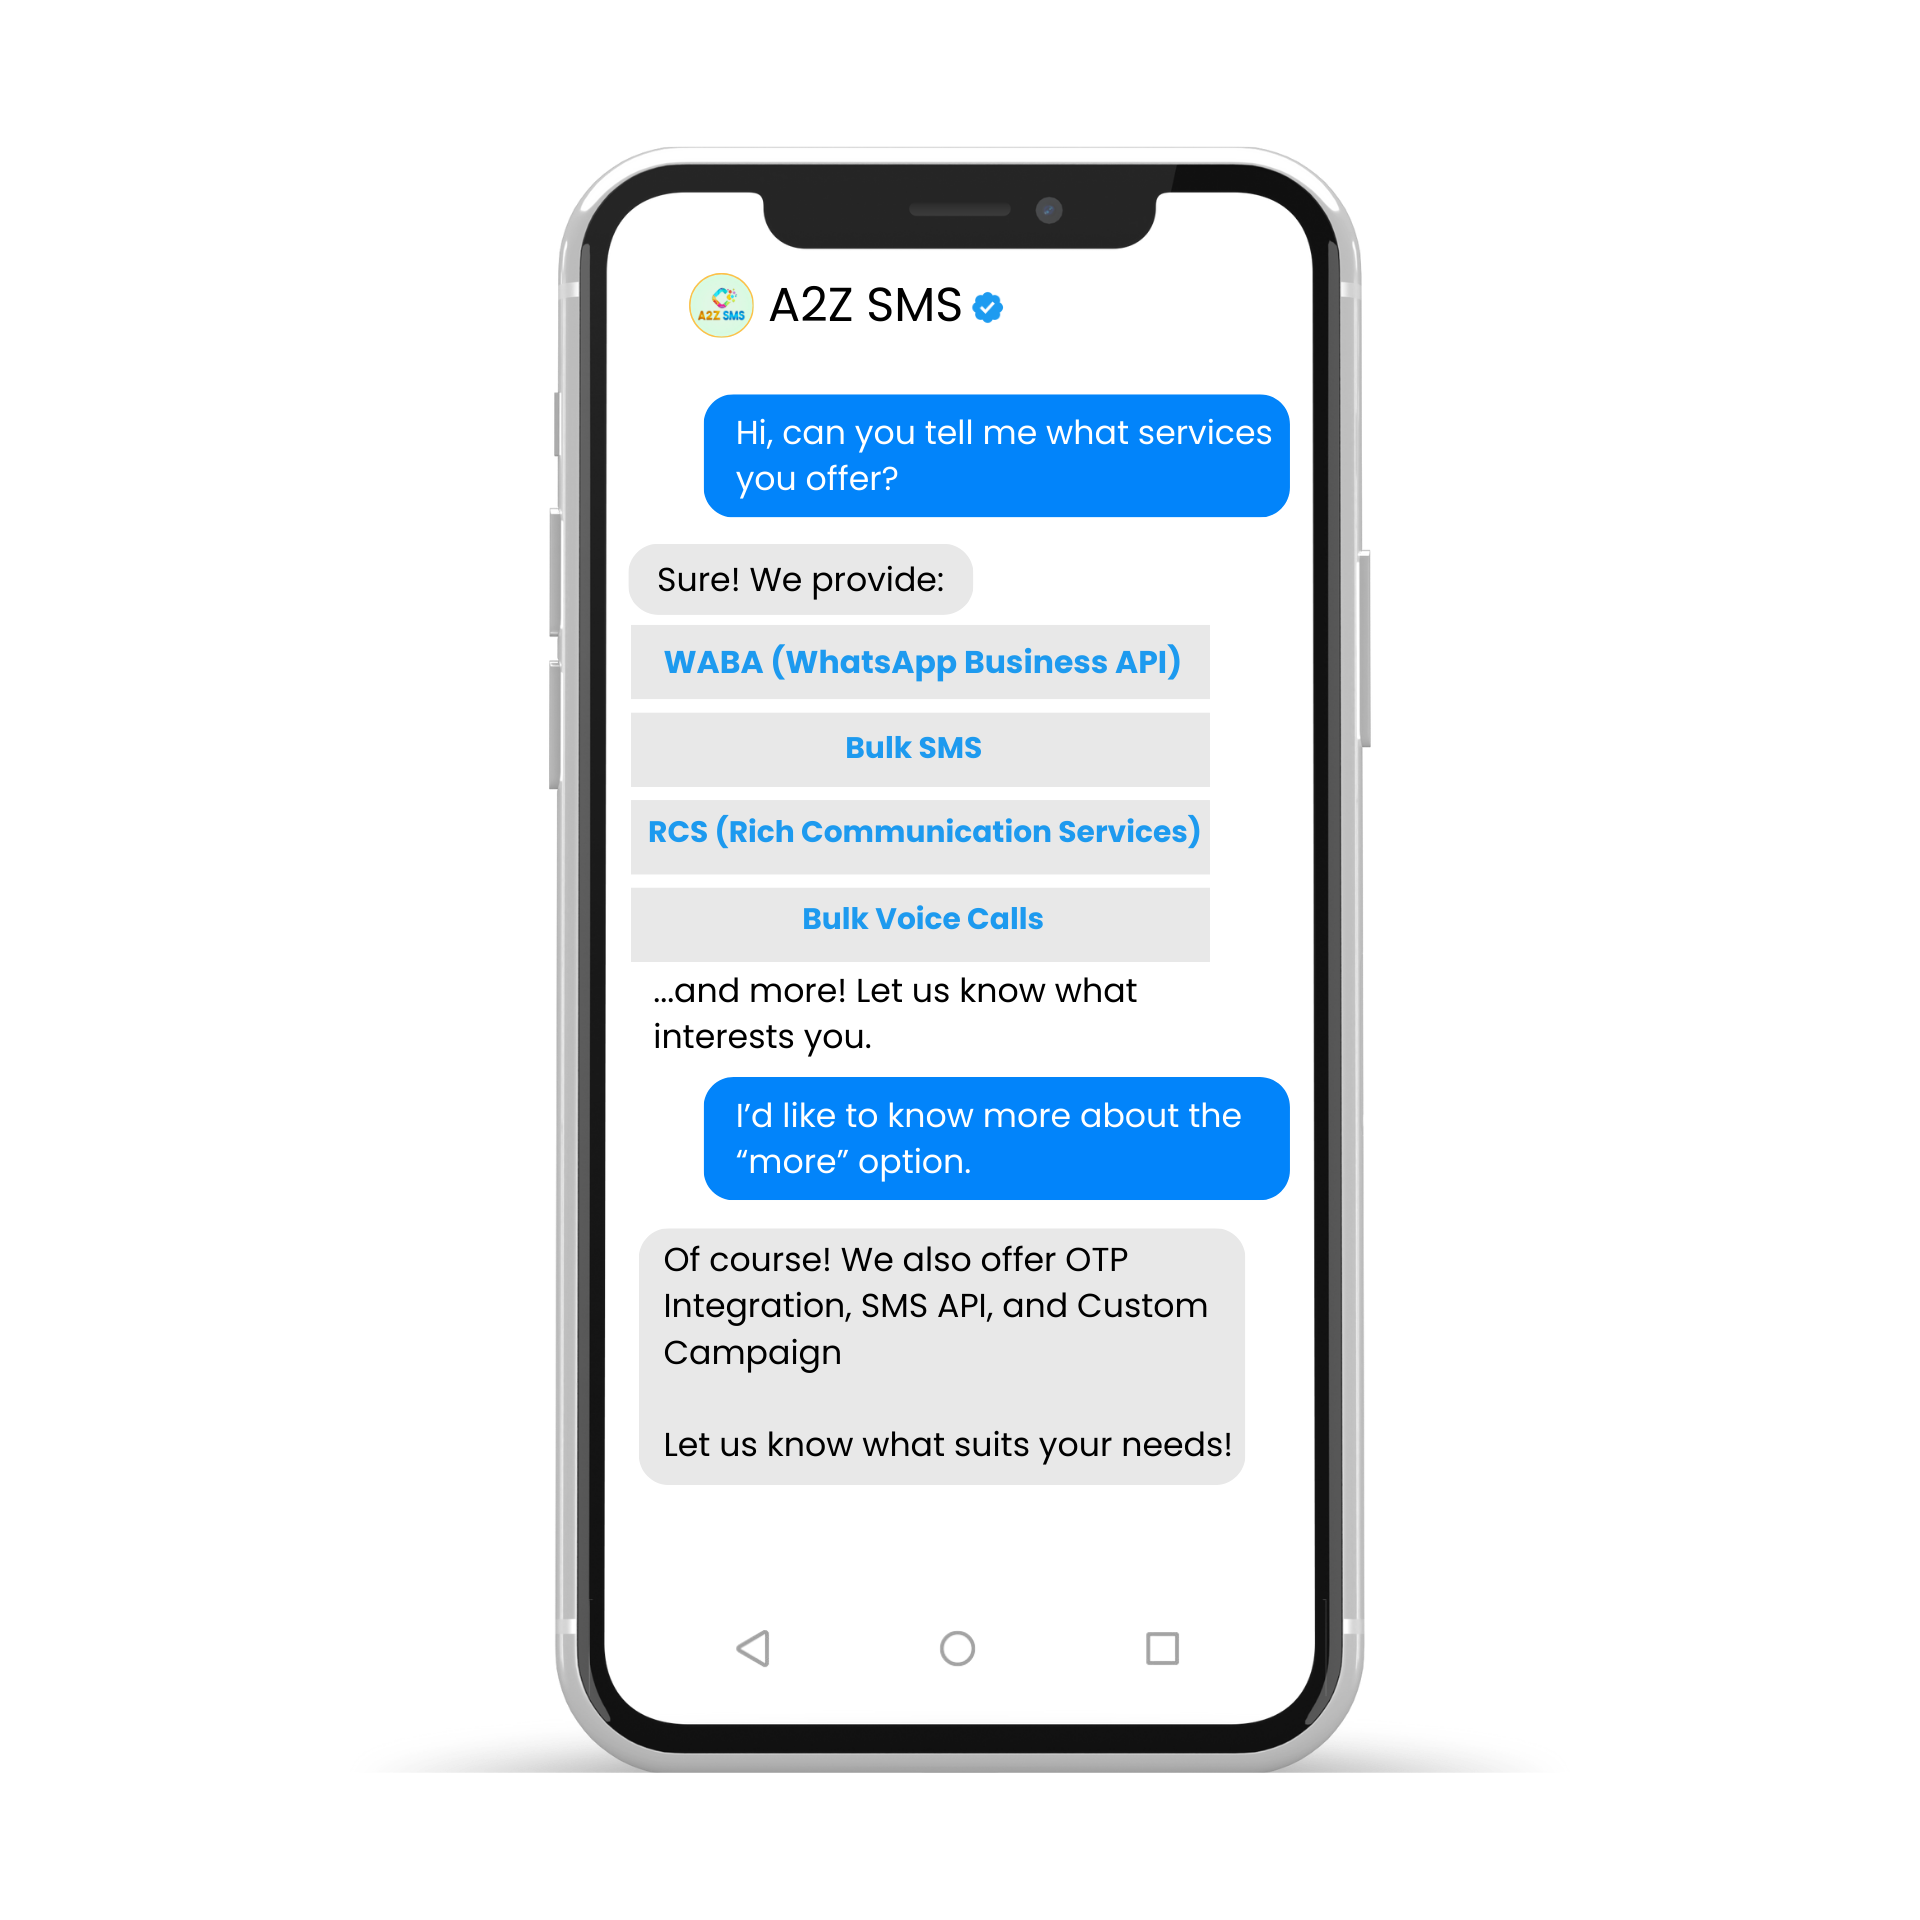 A2Z SMS
A2Z SMS
Hi, can you tell me what services
you offer?
Sure! We provide:
WABA (WhatsApp Business API)
Bulk SMS
RCS (Rich Communication Services)
Bulk Voice Calls
...and more! Let us know what
interests you.
I’d like to know more about the
“more” option.
Of course! We also offer OTP
Integration, SMS API, and Custom
Campaign
Let us know what suits your needs!